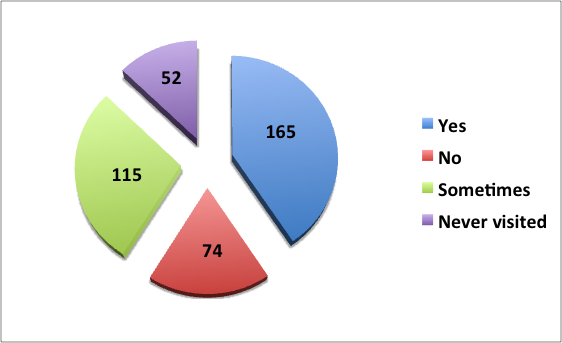 52
165
115
74
Yes
No
Sometimes
Never visited